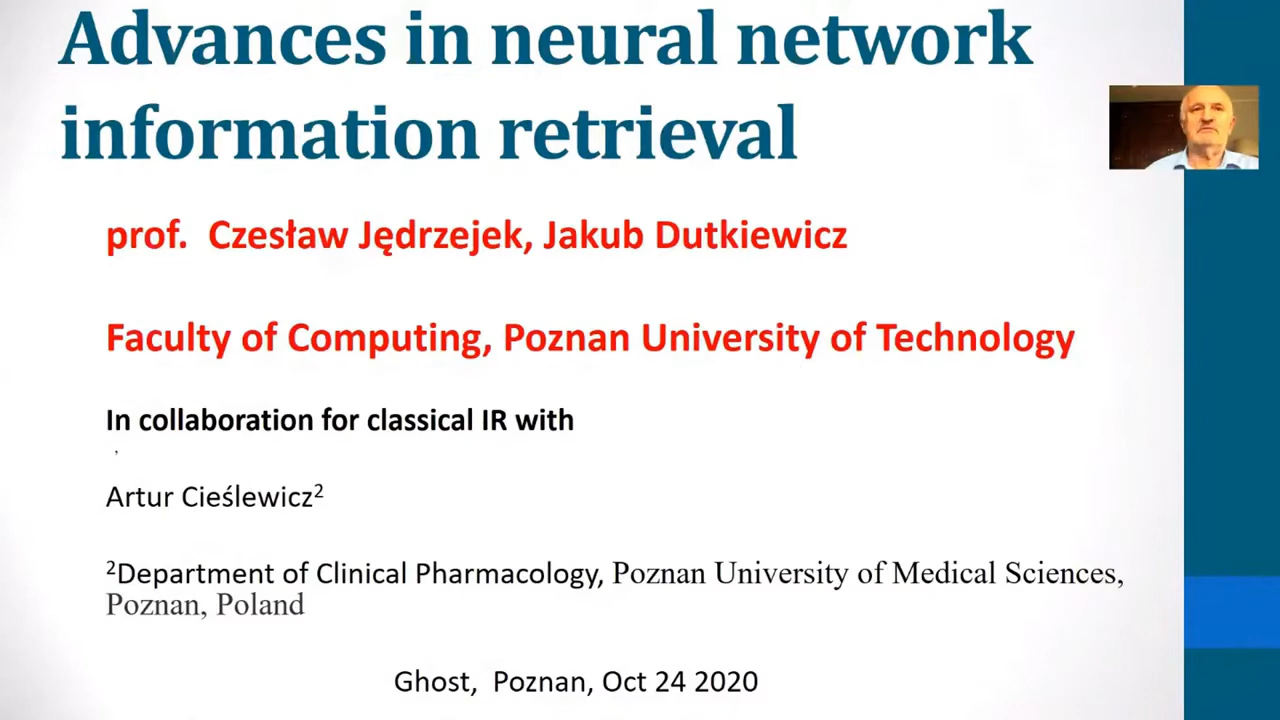 Advances in neural network
information retrieval
prof. Czesław Jędrzejek, Jakub Dutkiewicz
Faculty of Computing, Poznan University of Technology
In collaboration for classical IR with
,
Artur Cieślewicz²
²Department of Clinical Pharmacology, Poznan University of Medical Sciences,
Poznan, Poland
Ghost, Poznan, Oct 24 2020